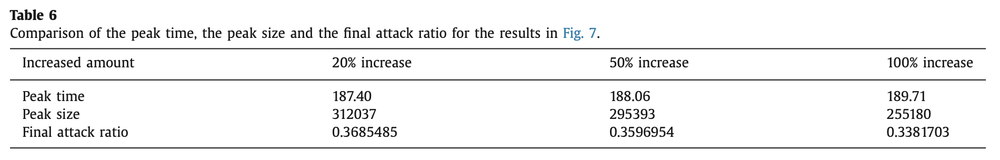 Table 6
Comparison of the peak time, the peak size and the final attack ratio for the results in Fig. 7.
Increased amount 20% increase 50% increase 100% increase
Peak time 187.40 188.06 189.71
Peak size 312037 295393 255180
Final attack ratio 0.3685485 0.3596954 0.3381703